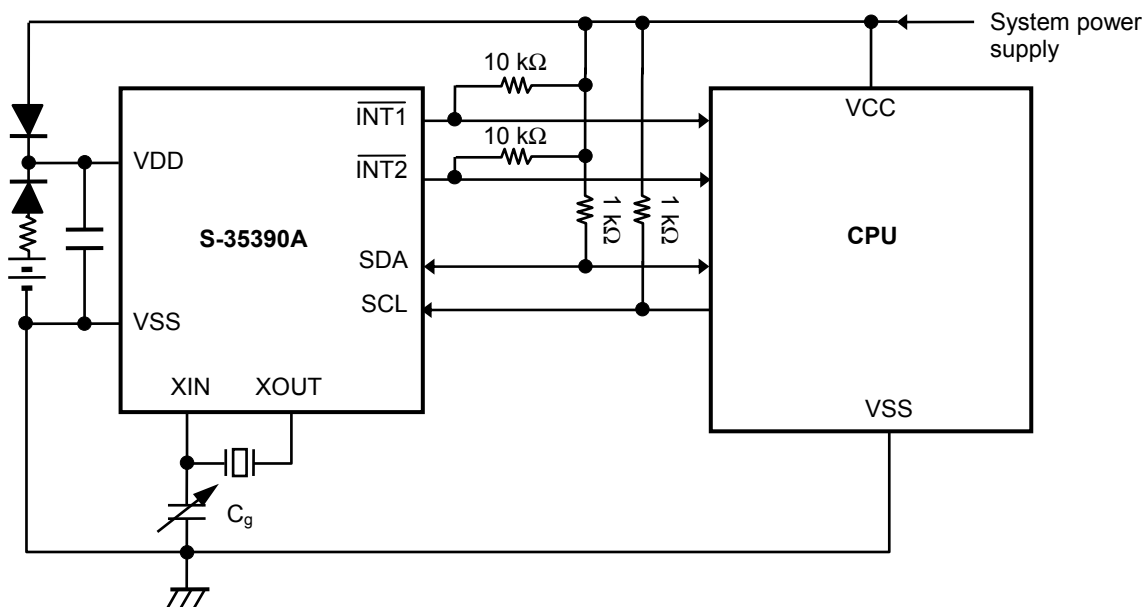 System power
supply
10 kΩ
INT1
VCC
10 kΩ
VDD
INT2
S-35390A
1 kΩ
1 kΩ
CPU
SDA
SCL
VSS
XIN XOUT
VSS
Cg